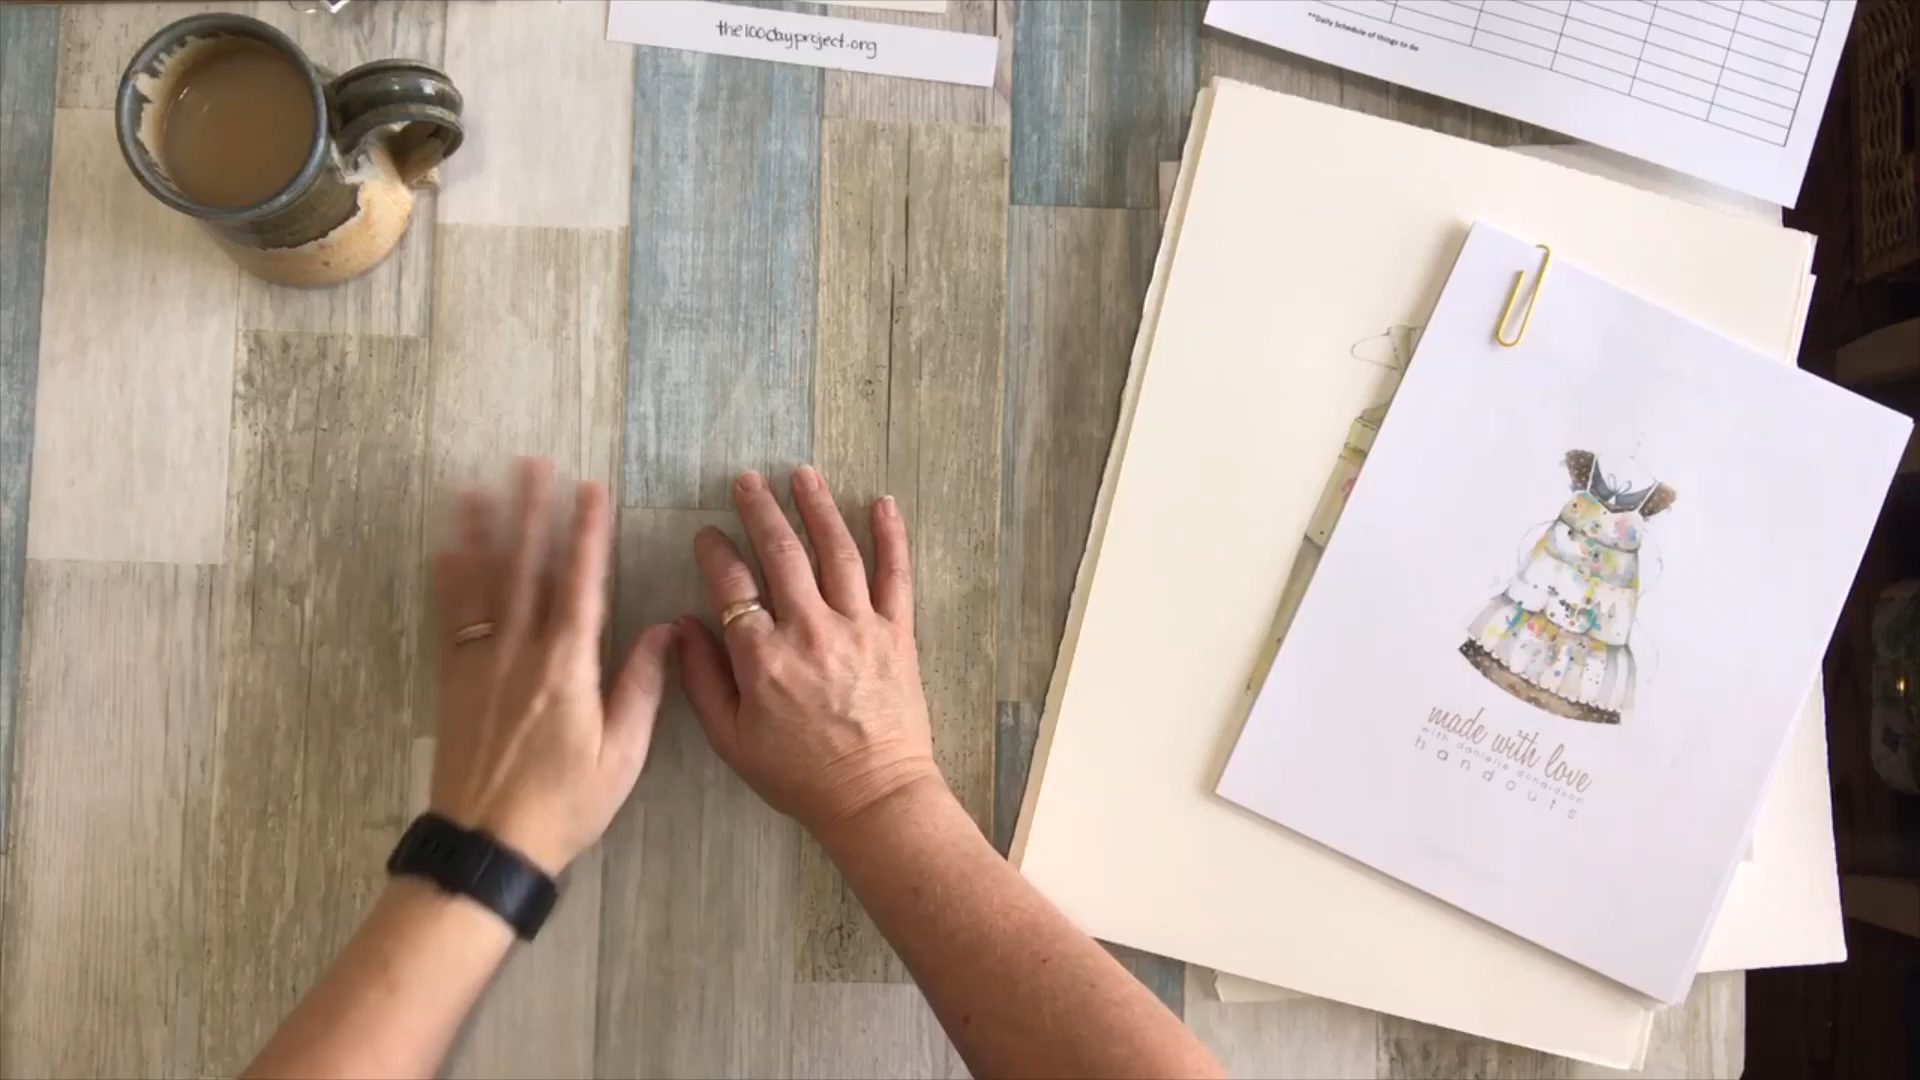 the100dayproject.org
**Daily Schedule of things to do
made with love
with danielle donaldson
handouts